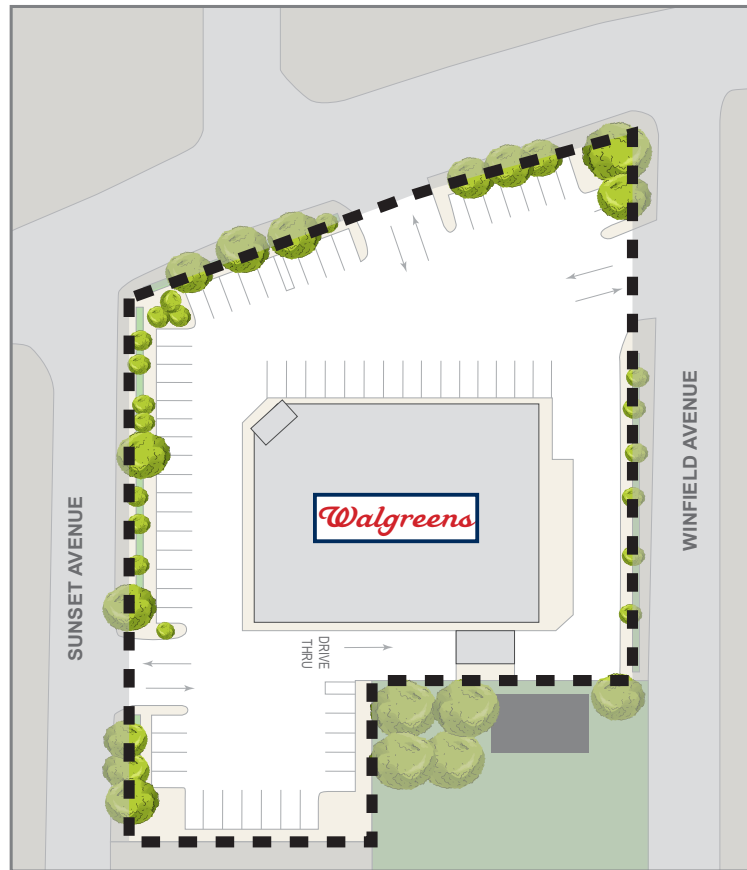 WINFIELD AVENUE
SUNSET AVENUE
Walgreens
DRIVE
THRU